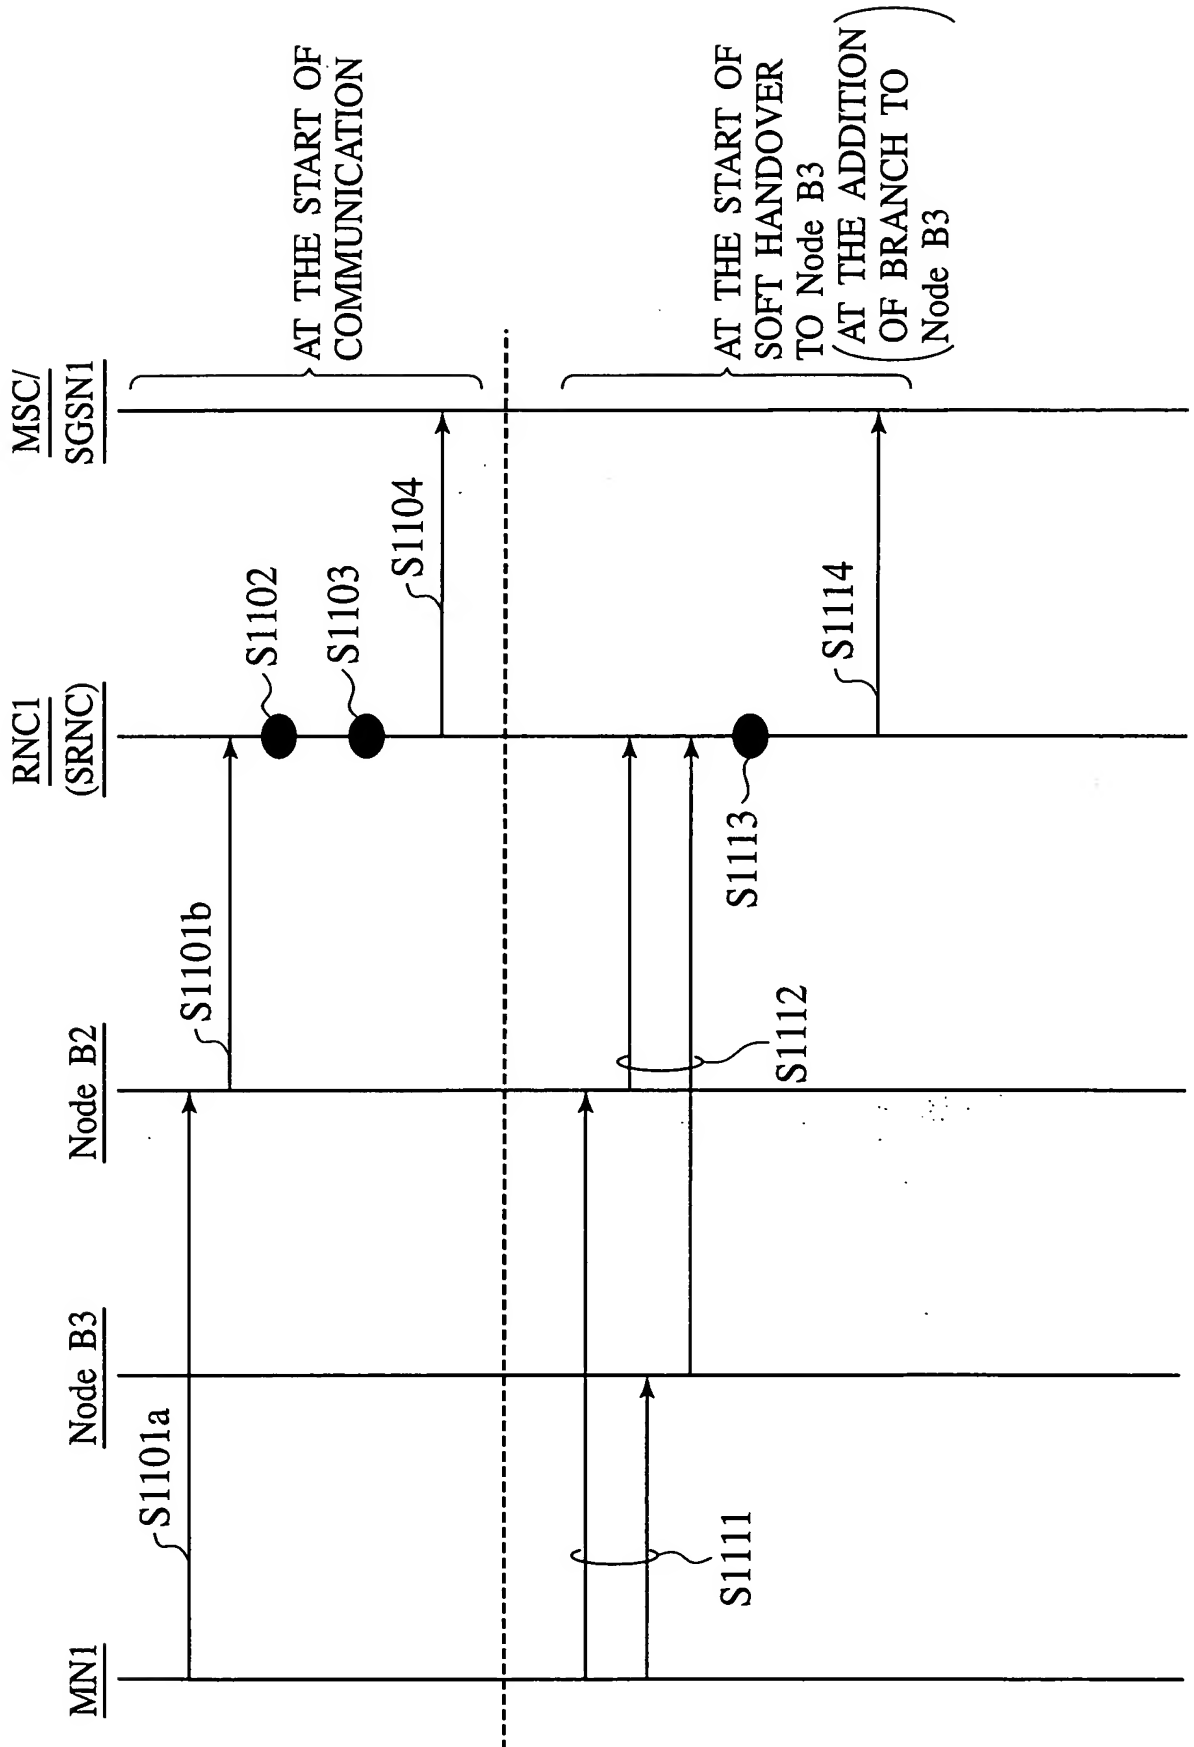 MN1
Node B3
Node B2
RNC1
(SRNC)
MSC/
SGSN1
S1101a
S1101b
S1102
S1103
S1104
AT THE START OF
COMMUNICATION
S1111
S1112
S1113
S1114
AT THE START OF
SOFT HANDOVER
TO Node B3
(AT THE ADDITION
OF BRANCH TO
Node B3)